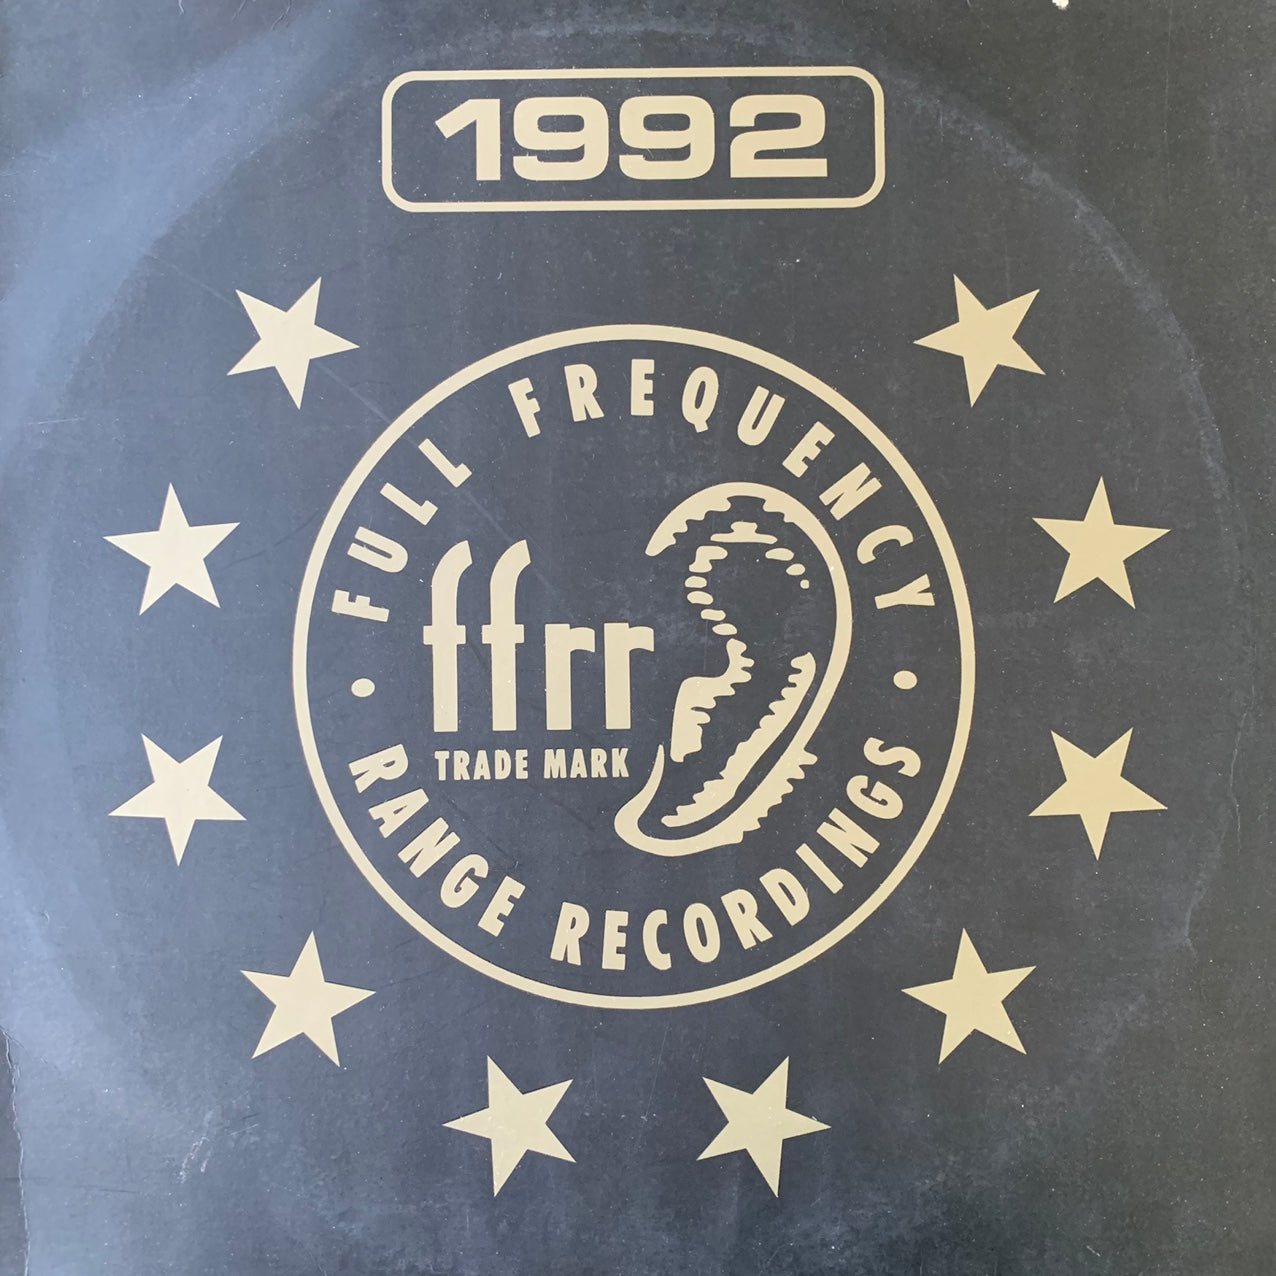 1992
FULL FREQUENCY
ffrr
TRADE MARK
RANGE RECORDINGS